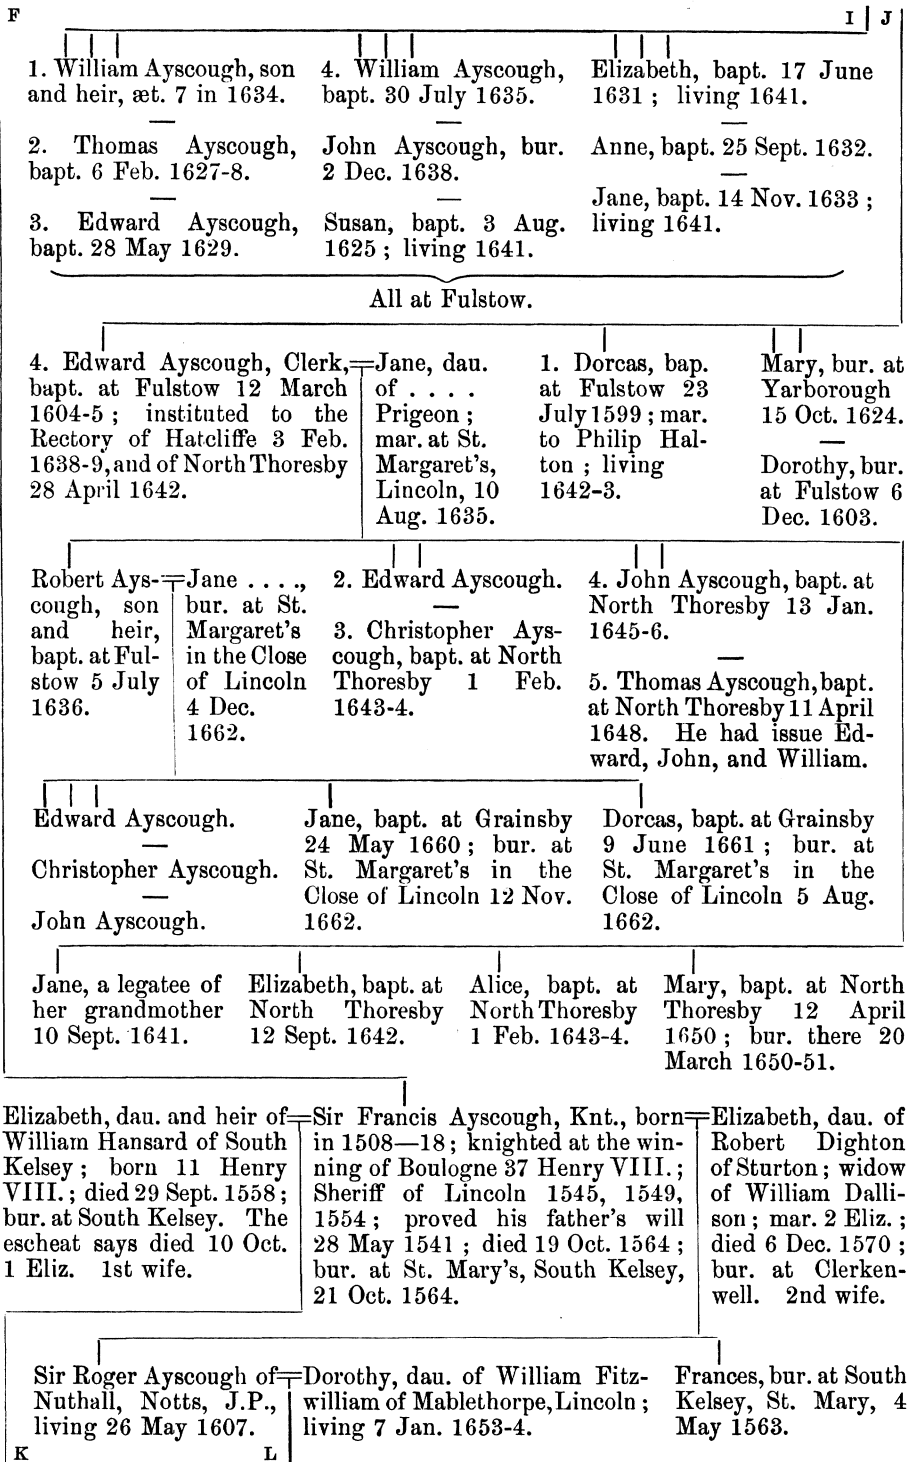 F
I J
1. William Ayscough, son
and heir, æt. 7 in 1634.
2. Thomas Ayscough,
bapt. 6 Feb. 1627-8.
3. Edward Ayscough,
bapt. 28 May 1629.
4. William Ayscough,
bapt. 30 July 1635.
John Ayscough, bur.
2 Dec. 1638.
Susan, bapt. 3 Aug.
1625 ; living 1641.
Elizabeth, bapt. 17 June
1631 ; living 1641.
Anne, bapt. 25 Sept. 1632.
Jane, bapt. 14 Nov. 1633 ;
living 1641.
All at Fulstow.
4. Edward Ayscough, Clerk,
bapt. at Fulstow 12 March
1604-5 ; instituted to the
Rectory of Hatcliffe 3 Feb.
1638-9, and of North Thoresby
28 April 1642.
Jane, dau.
of . . . .
Prigeon ;
mar. at St.
Margaret's,
Lincoln, 10
Aug. 1635.
1. Dorcas, bap.
at Fulstow 23
July 1599 ; mar.
to Philip Hal-
ton ; living
1642-3.
Mary, bur. at
Yarborough
15 Oct. 1624.
Dorothy, bur.
at Fulstow 6
Dec. 1603.
Robert Ays-
cough, son
and heir,
bapt. at Ful-
stow 5 July
1636.
Jane . . . .,
bur. at St.
Margaret's
in the Close
of Lincoln
4 Dec.
1662.
2. Edward Ayscough.
3. Christopher Ays-
cough, bapt. at North
Thoresby 1 Feb.
1643-4.
4. John Ayscough, bapt. at
North Thoresby 13 Jan.
1645-6.
5. Thomas Ayscough, bapt.
at North Thoresby 11 April
1648. He had issue Ed-
ward, John, and William.
Edward Ayscough.
Christopher Ayscough.
John Ayscough.
Jane, bapt. at Grainsby
24 May 1660 ; bur. at
St. Margaret's in the
Close of Lincoln 12 Nov.
1662.
Dorcas, bapt. at Grainsby
9 June 1661 ; bur. at
St. Margaret's in the
Close of Lincoln 5 Aug.
1662.
Jane, a legatee of
her grandmother
10 Sept. 1641.
Elizabeth, bapt. at
North Thoresby
12 Sept. 1642.
Alice, bapt. at
North Thoresby
1 Feb. 1643-4.
Mary, bapt. at North
Thoresby 12 April
1650 ; bur. there 20
March 1650-51.
Elizabeth, dau. and heir of
William Hansard of South
Kelsey ; born 11 Henry
VIII. ; died 29 Sept. 1558 ;
bur. at South Kelsey. The
escheat says died 10 Oct.
1 Eliz. 1st wife.
Sir Francis Ayscough, Knt., born
in 1508—18 ; knighted at the win-
ning of Boulogne 37 Henry VIII. ;
Sheriff of Lincoln 1545, 1549,
1554 ; proved his father's will
28 May 1541 ; died 19 Oct. 1564 ;
bur. at St. Mary's, South Kelsey,
21 Oct. 1564.
Elizabeth, dau. of
Robert Dighton
of Sturton ; widow
of William Dalli-
son ; mar. 2 Eliz. ;
died 6 Dec. 1570 ;
bur. at Clerken-
well. 2nd wife.
Sir Roger Ayscough of
Nuthall, Notts, J.P.,
living 26 May 1607.
Dorothy, dau. of William Fitz-
william of Mablethorpe, Lincoln ;
living 7 Jan. 1653-4.
Frances, bur. at South
Kelsey, St. Mary, 4
May 1563.
K L